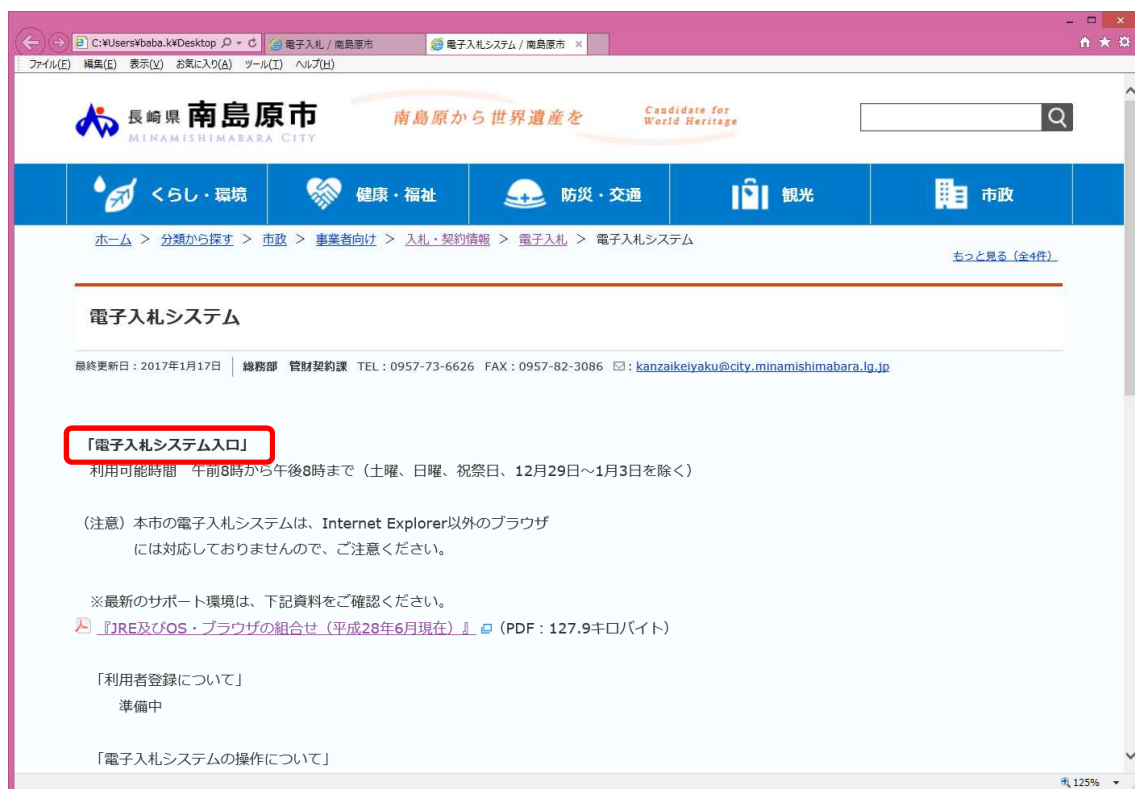 C:¥Users¥baba.k¥Desktop
電子入札 / 南島原市
電子入札システム / 南島原市
ファイル(F) 編集(E) 表示(V) お気に入り(A) ツール(T) ヘルプ(H)
長崎県 南島原市
MINAMISHIMABARA CITY
南島原から世界遺産を
Candidate for
World Heritage
くらし・環境 健康・福祉 防災・交通 観光 市政
ホーム > 分類から探す > 市政 > 事業者向け > 入札・契約情報 > 電子入札 > 電子入札システム
もっと見る（全4件）
電子入札システム
最終更新日：2017年1月17日 総務部 管財契約課 TEL：0957-73-6626 FAX：0957-82-3086 : kanzaikeiyaku@city.minamishimabara.lg.jp
「電子入札システム入口」
利用可能時間 午前8時から午後8時まで（土曜、日曜、祝祭日、12月29日～1月3日を除く）
（注意）本市の電子入札システムは、Internet Explorer以外のブラウザ
には対応しておりませんので、ご注意ください。
※最新のサポート環境は、下記資料をご確認ください。
『JRE及びOS・ブラウザの組合せ（平成28年6月現在）』 （PDF：127.9キロバイト）
「利用者登録について」
準備中
「電子入札システムの操作について」
125%